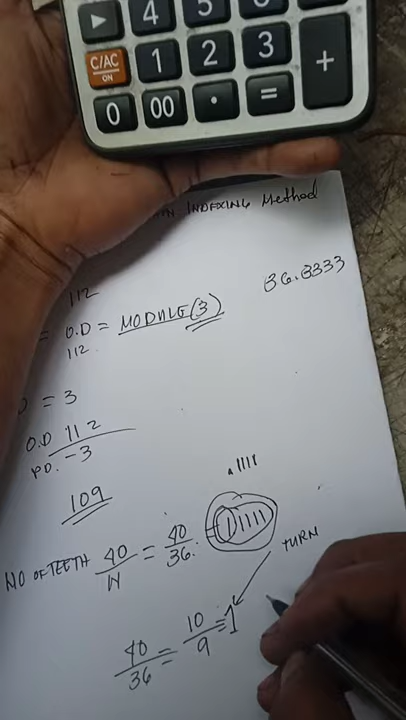 4 5
C/AC
ON
1 2 3
+
0 00 . =
INDEXING Method
112
= O.D = MODULE(3)
36.3333
112.
= 3
O.D 112
P.D. -3
109
NO OF TEETH 40/N = 40/36. =
.1111
TURN
40/36 = 10/9 = 1